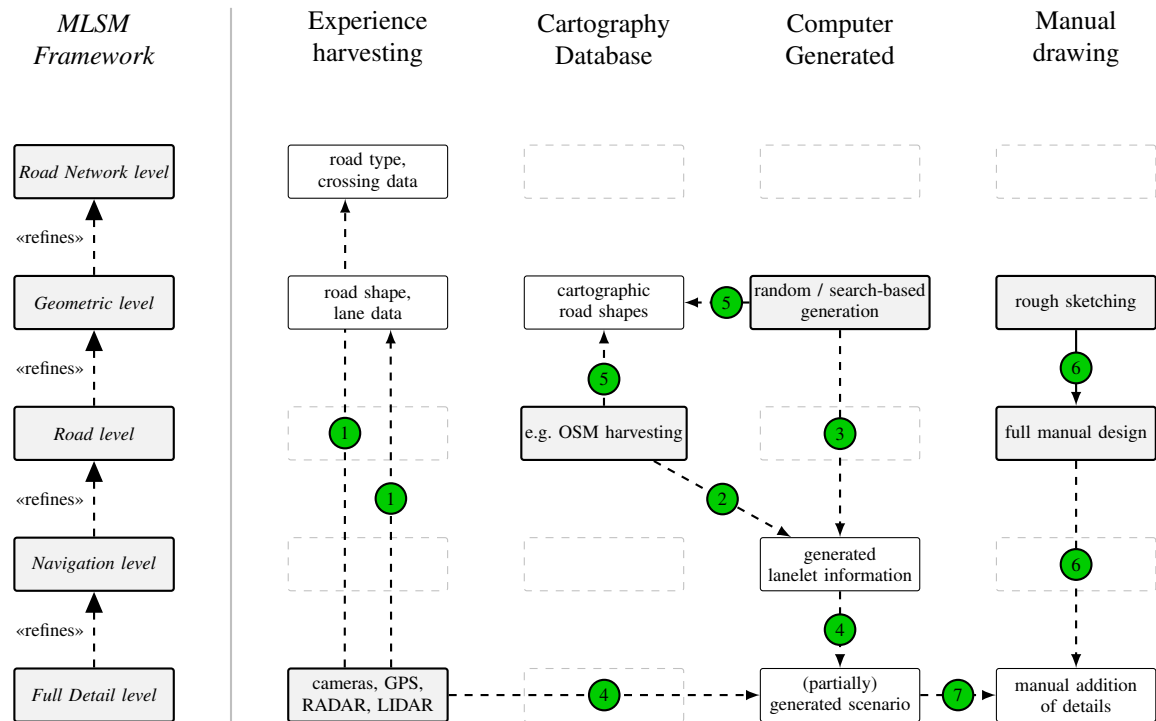 MLSM
Framework
Experience
harvesting
Cartography
Database
Computer
Generated
Manual
drawing
Road Network level
road type,
crossing data
«refines»
Geometric level
road shape,
lane data
cartographic
road shapes
5
random / search-based
generation
rough sketching
«refines»
5
6
Road level
1
e.g. OSM harvesting
3
full manual design
«refines»
1
2
Navigation level
generated
lanelet information
6
«refines»
4
Full Detail level
cameras, GPS,
RADAR, LIDAR
4
(partially)
generated scenario
7
manual addition
of details